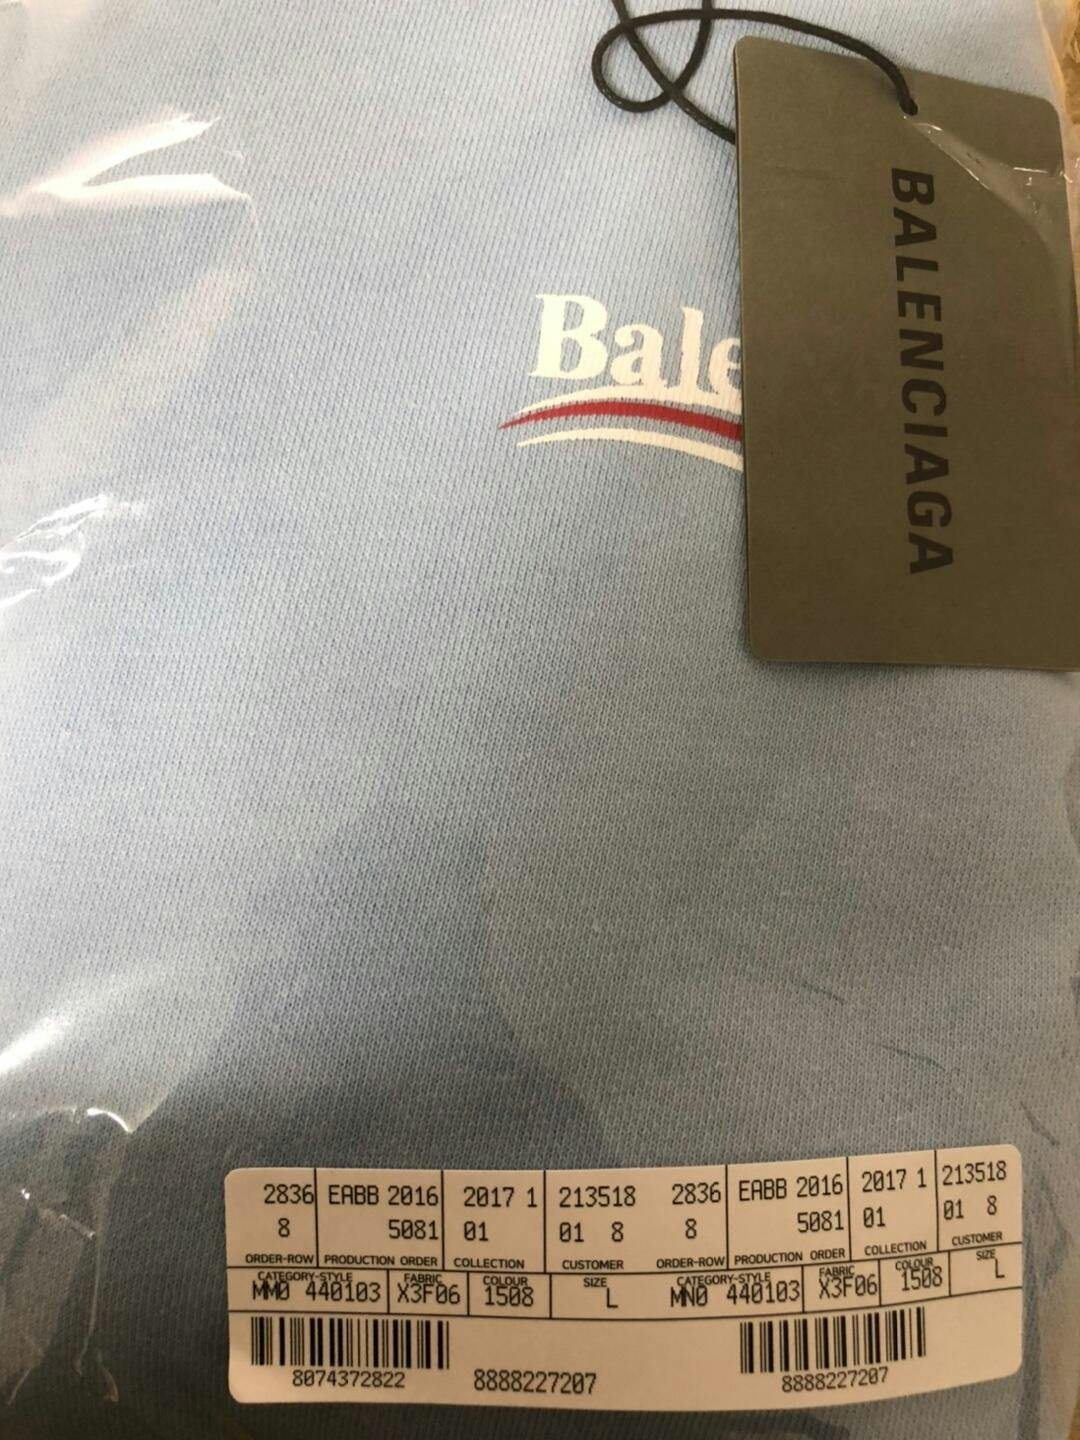 Bale
BALENCIAGA
2836 EABB 2016 2017 1 213518 2836 EABB 2016 2017 1 213518
8 5081 01 01 8 8 5081 01 01 8
ORDER-ROW PRODUCTION ORDER COLLECTION CUSTOMER ORDER-ROW PRODUCTION ORDER COLLECTION CUSTOMER
CATEGORY-STYLE FABRIC COLOUR SIZE CATEGORY-STYLE FABRIC COLOUR SIZE
MM0 440103 X3F06 1508 L MN0 440103 X3F06 1508 L
8074372822 8888227207 8888227207